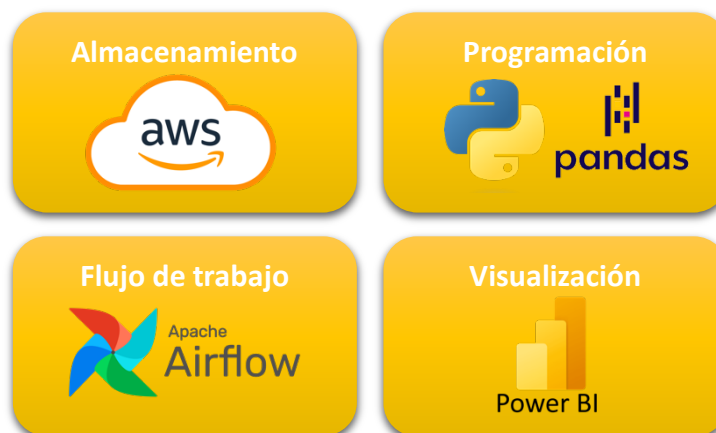 Almacenamiento
aws
Programación
pandas
Flujo de trabajo
Apache
Airflow
Visualización
Power BI